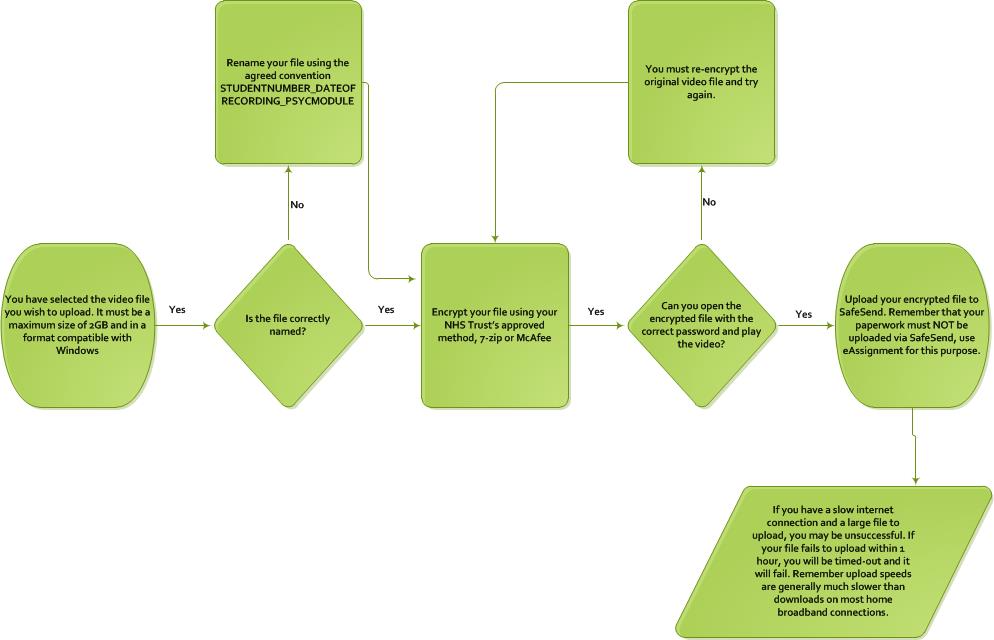 Rename your file using the
agreed convention
STUDENTNUMBER_DATEOF
RECORDING_PSYCMODULE
You must re-encrypt the
original video file and try
again.
No
No
You have selected the video file
you wish to upload. It must be a
maximum size of 2GB and in a
format compatible with
Windows
Yes
Is the file correctly
named?
Yes
Encrypt your file using your
NHS Trust's approved
method, 7-zip or McAfee
Yes
Can you open the
encrypted file with the
correct password and play
the video?
Yes
Upload your encrypted file to
SafeSend. Remember that your
paperwork must NOT be
uploaded via SafeSend, use
eAssignment for this purpose.
If you have a slow internet
connection and a large file to
upload, you may be unsuccessful. If
your file fails to upload within 1
hour, you will be timed-out and it
will fail. Remember upload speeds
are generally much slower than
downloads on most home
broadband connections.